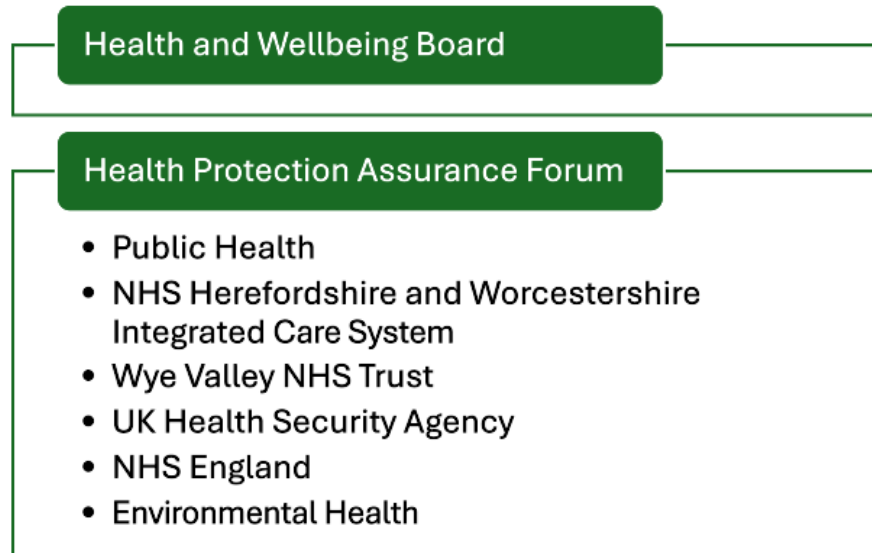 Health and Wellbeing Board
Health Protection Assurance Forum
• Public Health
• NHS Herefordshire and Worcestershire
Integrated Care System
• Wye Valley NHS Trust
• UK Health Security Agency
• NHS England
• Environmental Health